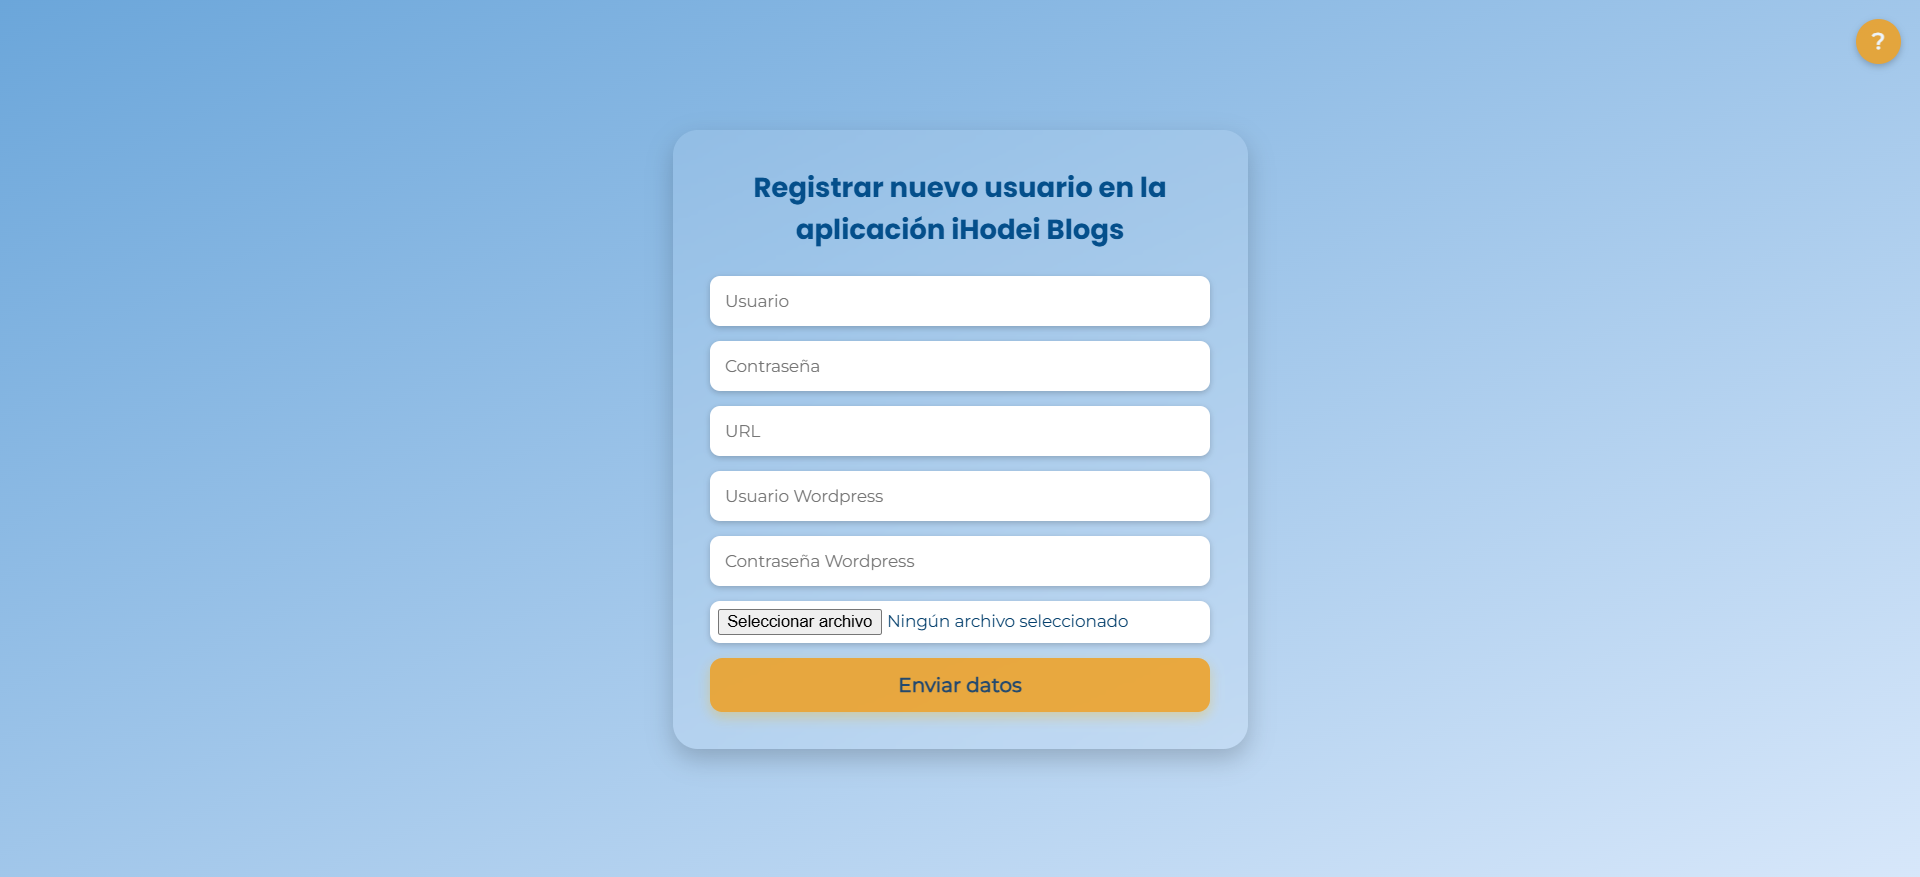 ?
Registrar nuevo usuario en la
aplicación iHodei Blogs
Usuario
Contraseña
URL
Usuario Wordpress
Contraseña Wordpress
Seleccionar archivo Ningún archivo seleccionado
Enviar datos